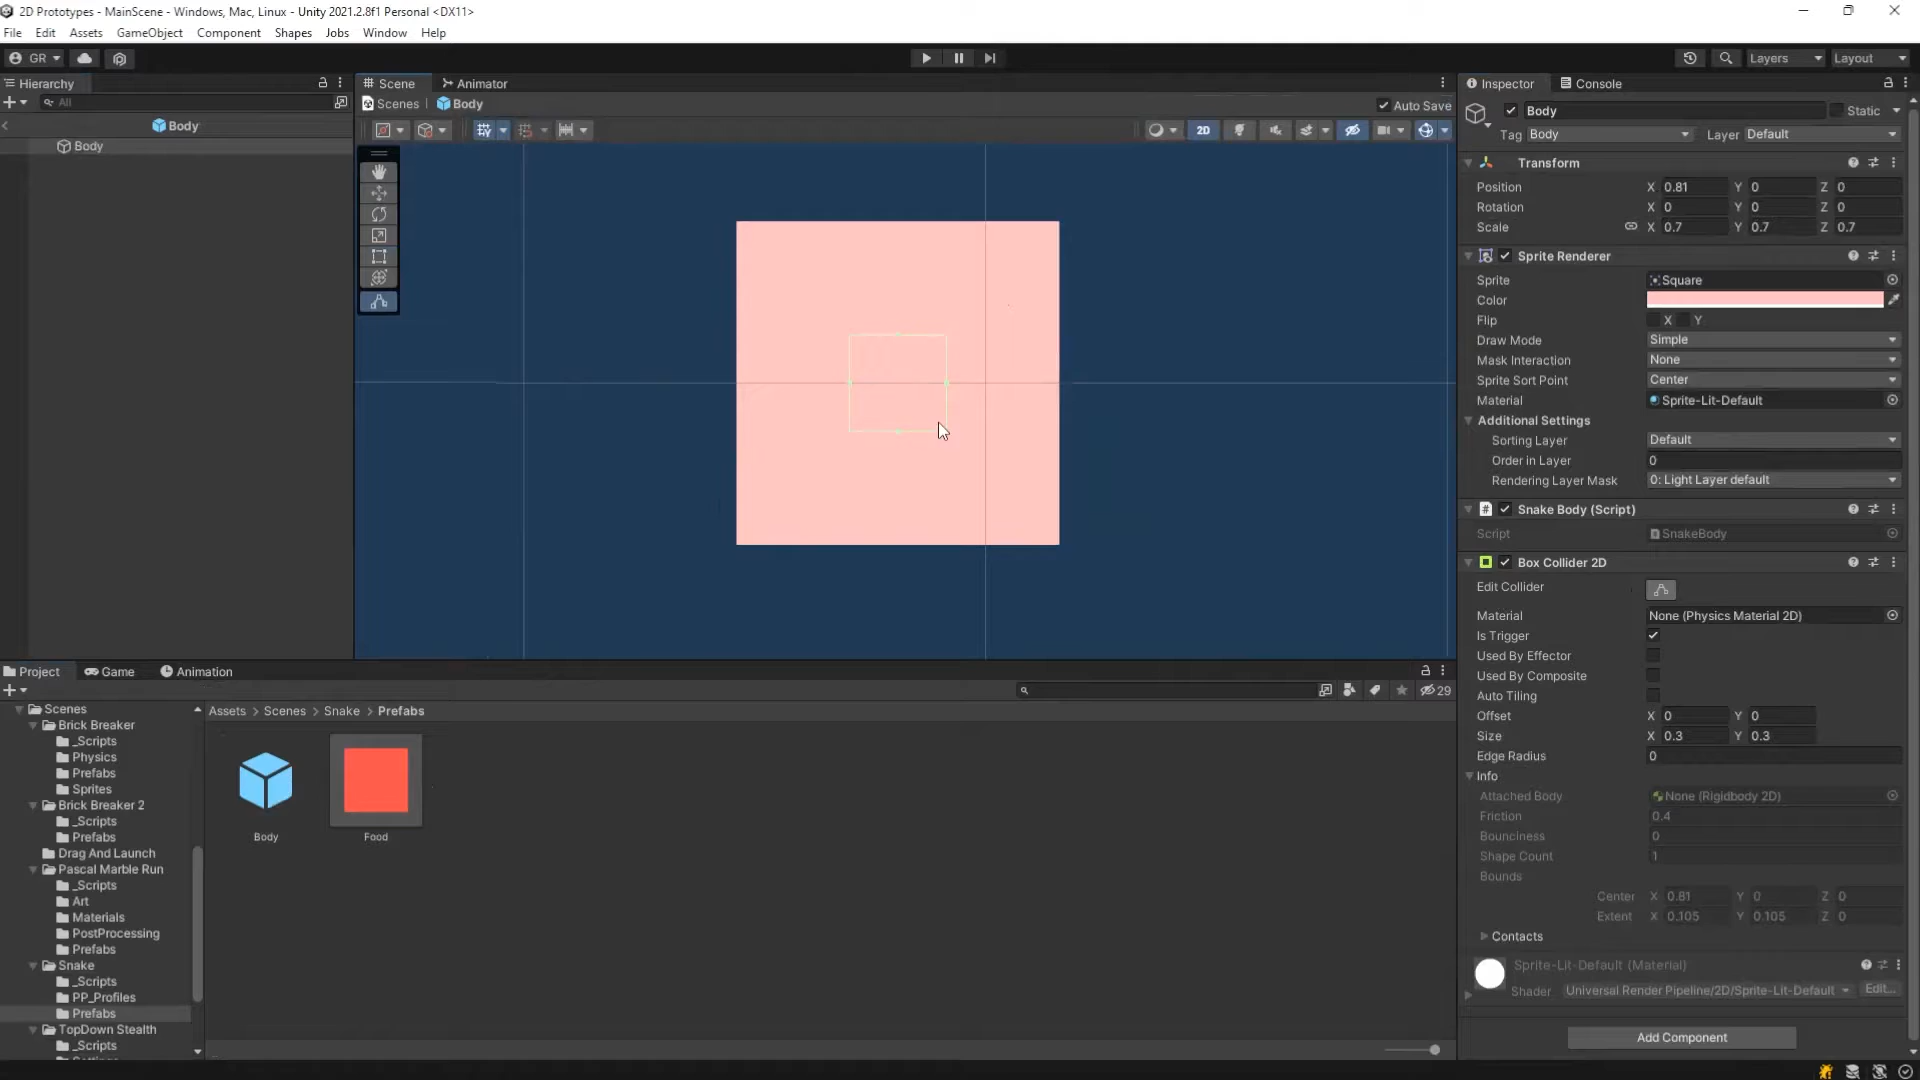 2D Prototypes - MainScene - Windows, Mac, Linux - Unity 2021.2.8f1 Personal <DX11>
File Edit Assets GameObject Component Shapes Jobs Window Help
GR
Layers
Layout
Hierarchy
All
Body
Body
Scene
Animator
Scenes
Body
Auto Save
2D
Inspector
Console
Body
Static
Tag Body
Layer Default
Transform
Position X 0.81 Y 0 Z 0
Rotation X 0 Y 0 Z 0
Scale X 0.7 Y 0.7 Z 0.7
Sprite Renderer
Sprite Square
Color
Flip X Y
Draw Mode Simple
Mask Interaction None
Sprite Sort Point Center
Material Sprite-Lit-Default
Additional Settings
Sorting Layer Default
Order in Layer 0
Rendering Layer Mask 0: Light Layer default
Snake Body (Script)
Script SnakeBody
Box Collider 2D
Edit Collider
Material None (Physics Material 2D)
Is Trigger
Used By Effector
Used By Composite
Auto Tiling
Offset X 0 Y 0
Size X 0.3 Y 0.3
Edge Radius 0
Info
Attached Body None (Rigidbody 2D)
Friction 0.4
Bounciness 0
Shape Count 1
Bounds
Center X 0.81 Y 0 Z 0
Extent X 0.105 Y 0.105 Z 0
Contacts
Sprite-Lit-Default (Material)
Shader Universal Render Pipeline/2D/Sprite-Lit-Default Edit...
Add Component
Project
Game
Animation
29
Scenes
Brick Breaker
_Scripts
Physics
Prefabs
Sprites
Brick Breaker 2
_Scripts
Prefabs
Drag And Launch
Pascal Marble Run
_Scripts
Art
Materials
PostProcessing
Prefabs
Snake
_Scripts
PP_Profiles
Prefabs
TopDown Stealth
_Scripts
Assets > Scenes > Snake > Prefabs
Body
Food